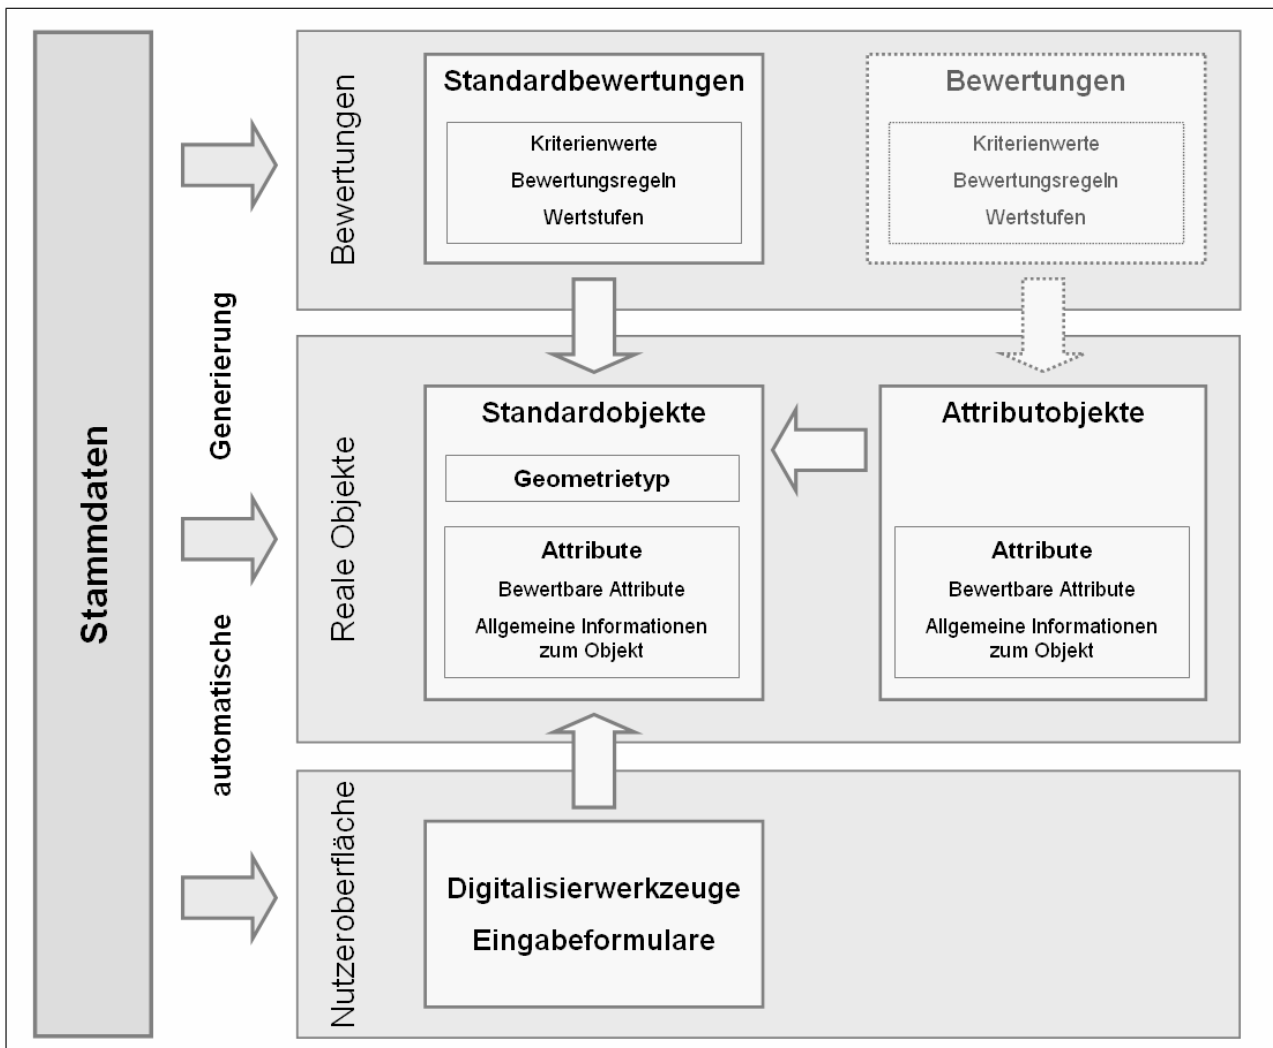 Stammdaten
automatische
Generierung
Bewertungen
Standardbewertungen
Kriterienwerte
Bewertungsregeln
Wertstufen
Bewertungen
Kriterienwerte
Bewertungsregeln
Wertstufen
Reale Objekte
Standardobjekte
Geometrietyp
Attribute
Bewertbare Attribute
Allgemeine Informationen
zum Objekt
Attributobjekte
Attribute
Bewertbare Attribute
Allgemeine Informationen
zum Objekt
Nutzeroberfläche
Digitalisierwerkzeuge
Eingabeformulare